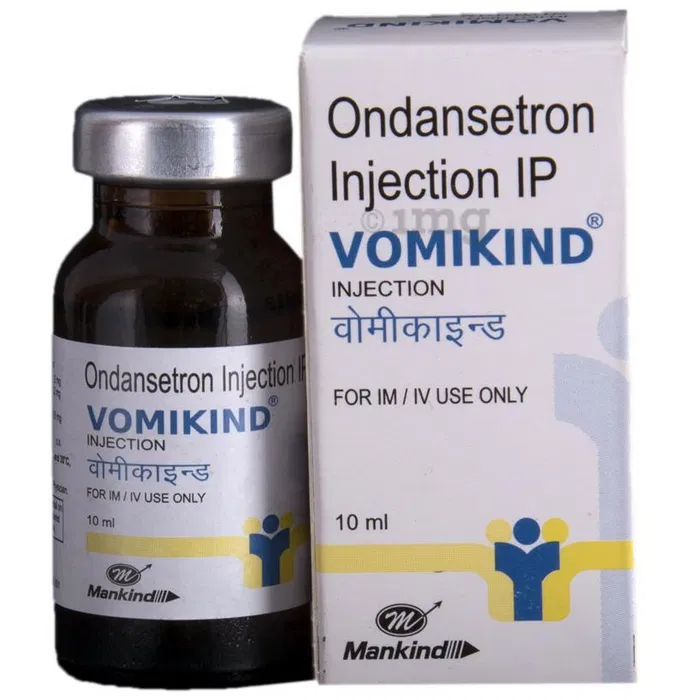 Ondansetron
Injection IP
© 1mg
VOMIKIND®
INJECTION
वोमीकाइन्ड
FOR IM / IV USE ONLY
10 ml
m
Mankind
Ondansetron Injection IP
VOMIKIND®
INJECTION
वोमीकाइन्ड
FOR IM / IV USE ONLY
10 ml
m
Mankind